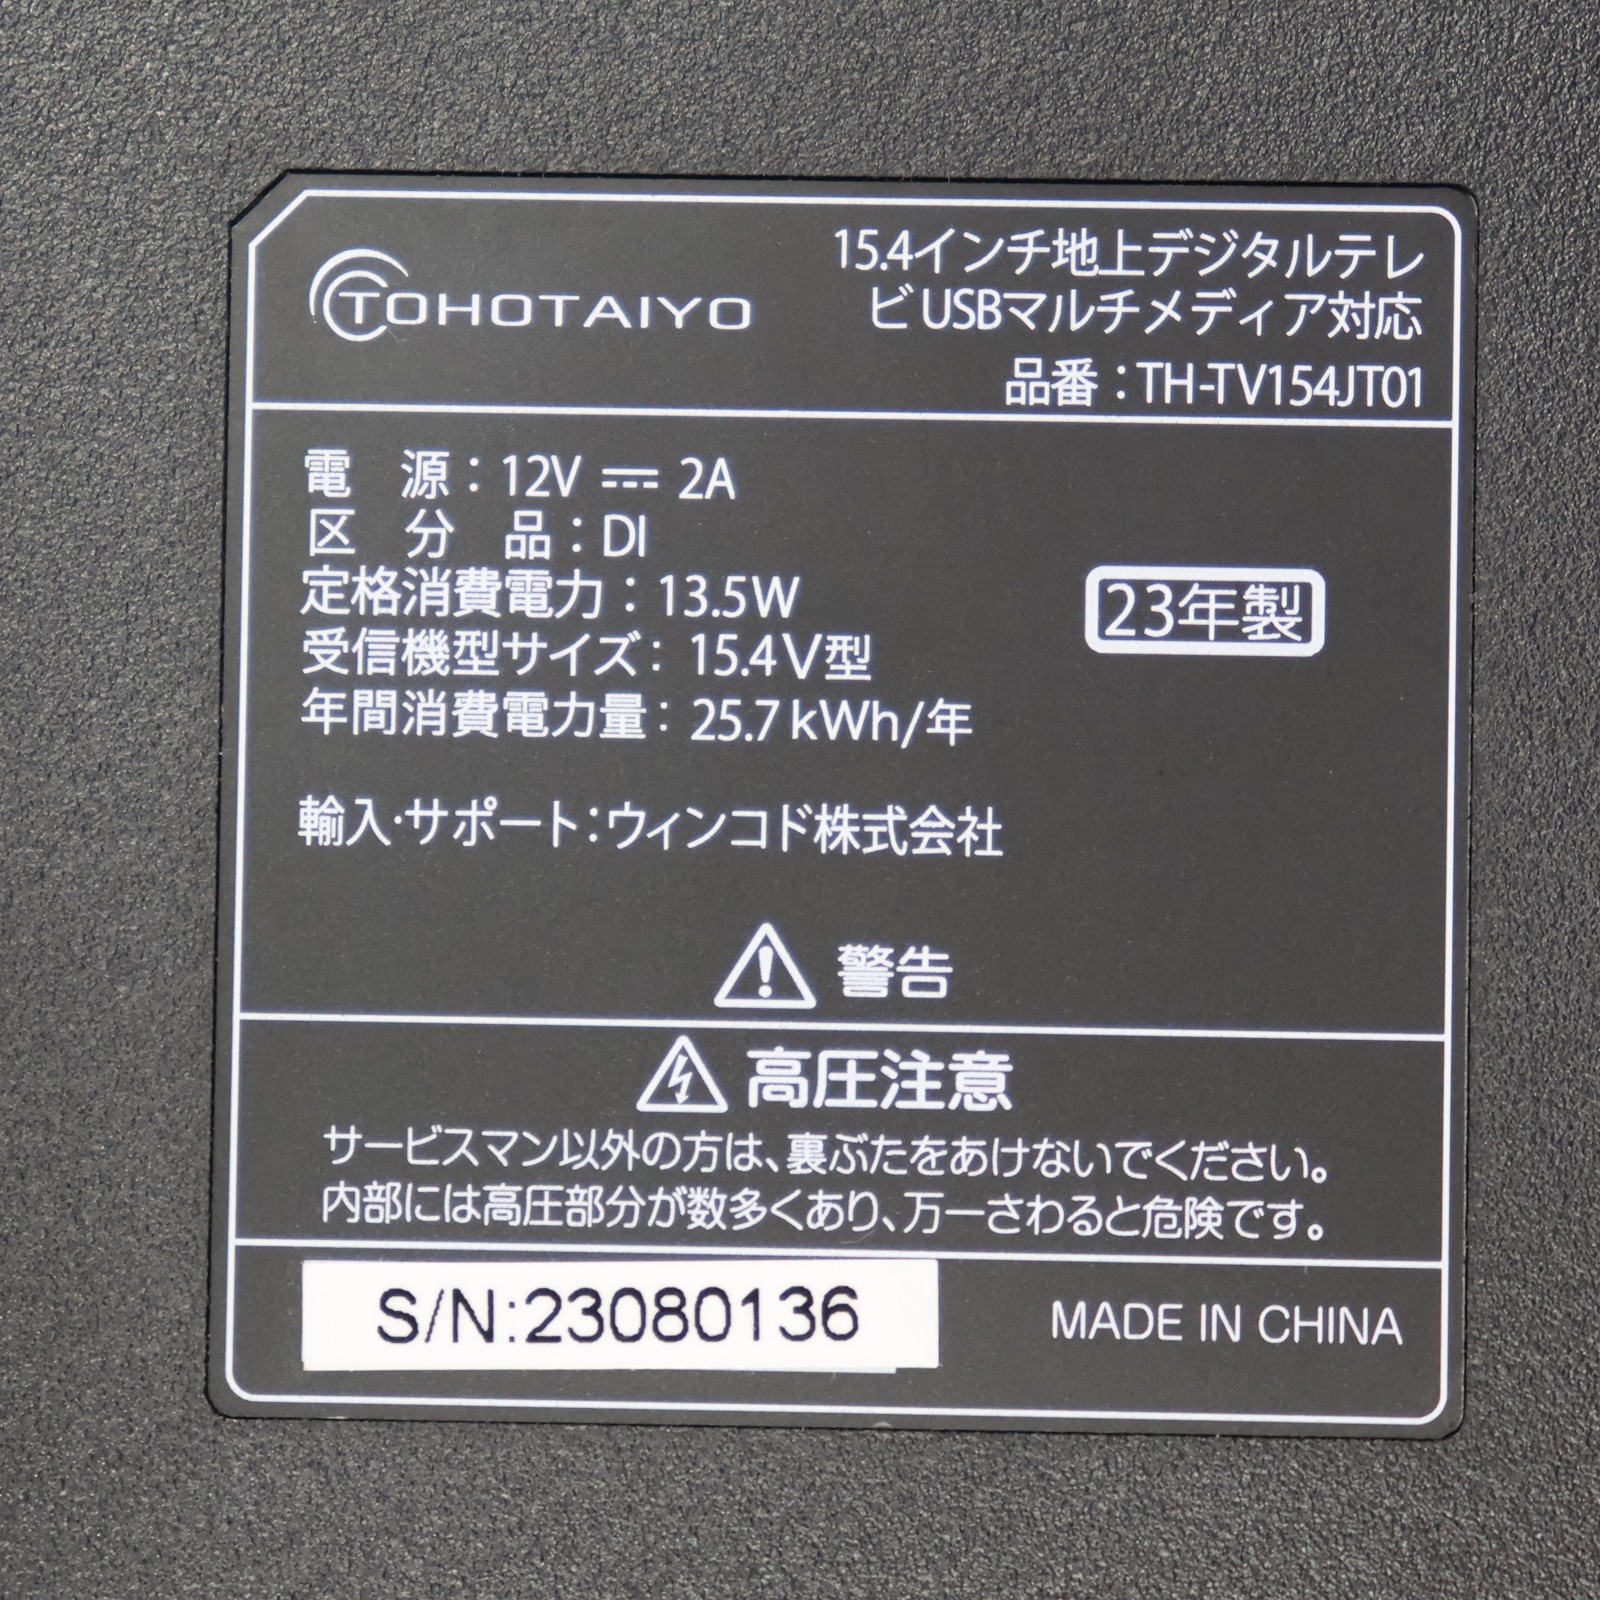 TOHOTAIYO
15.4インチ地上デジタルテレ
ビ USBマルチメディア対応
品番：TH-TV154JT01
電　源：12V ⎓ 2A
区　分　品：DI
定格消費電力：13.5W
受信機型サイズ：15.4V型
年間消費電力量：25.7kWh/年
23年製
輸入・サポート：ウィンコド株式会社
警告
高圧注意
サービスマン以外の方は、裏ぶたをあけないでください。
内部には高圧部分が数多くあり、万一さわると危険です。
S/N:23080136
MADE IN CHINA